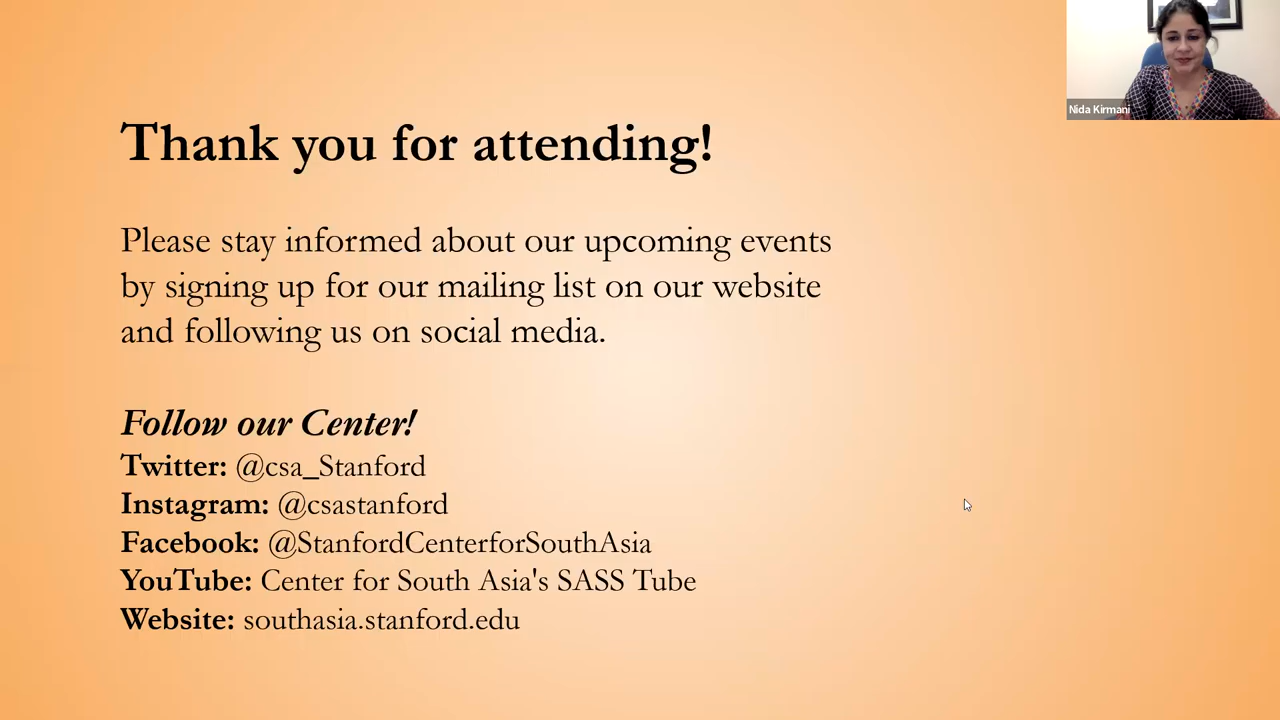 Nida Kirmani
Thank you for attending!
Please stay informed about our upcoming events
by signing up for our mailing list on our website
and following us on social media.
Follow our Center!
Twitter: @csa_Stanford
Instagram: @csastanford
Facebook: @StanfordCenterforSouthAsia
YouTube: Center for South Asia's SASS Tube
Website: southasia.stanford.edu